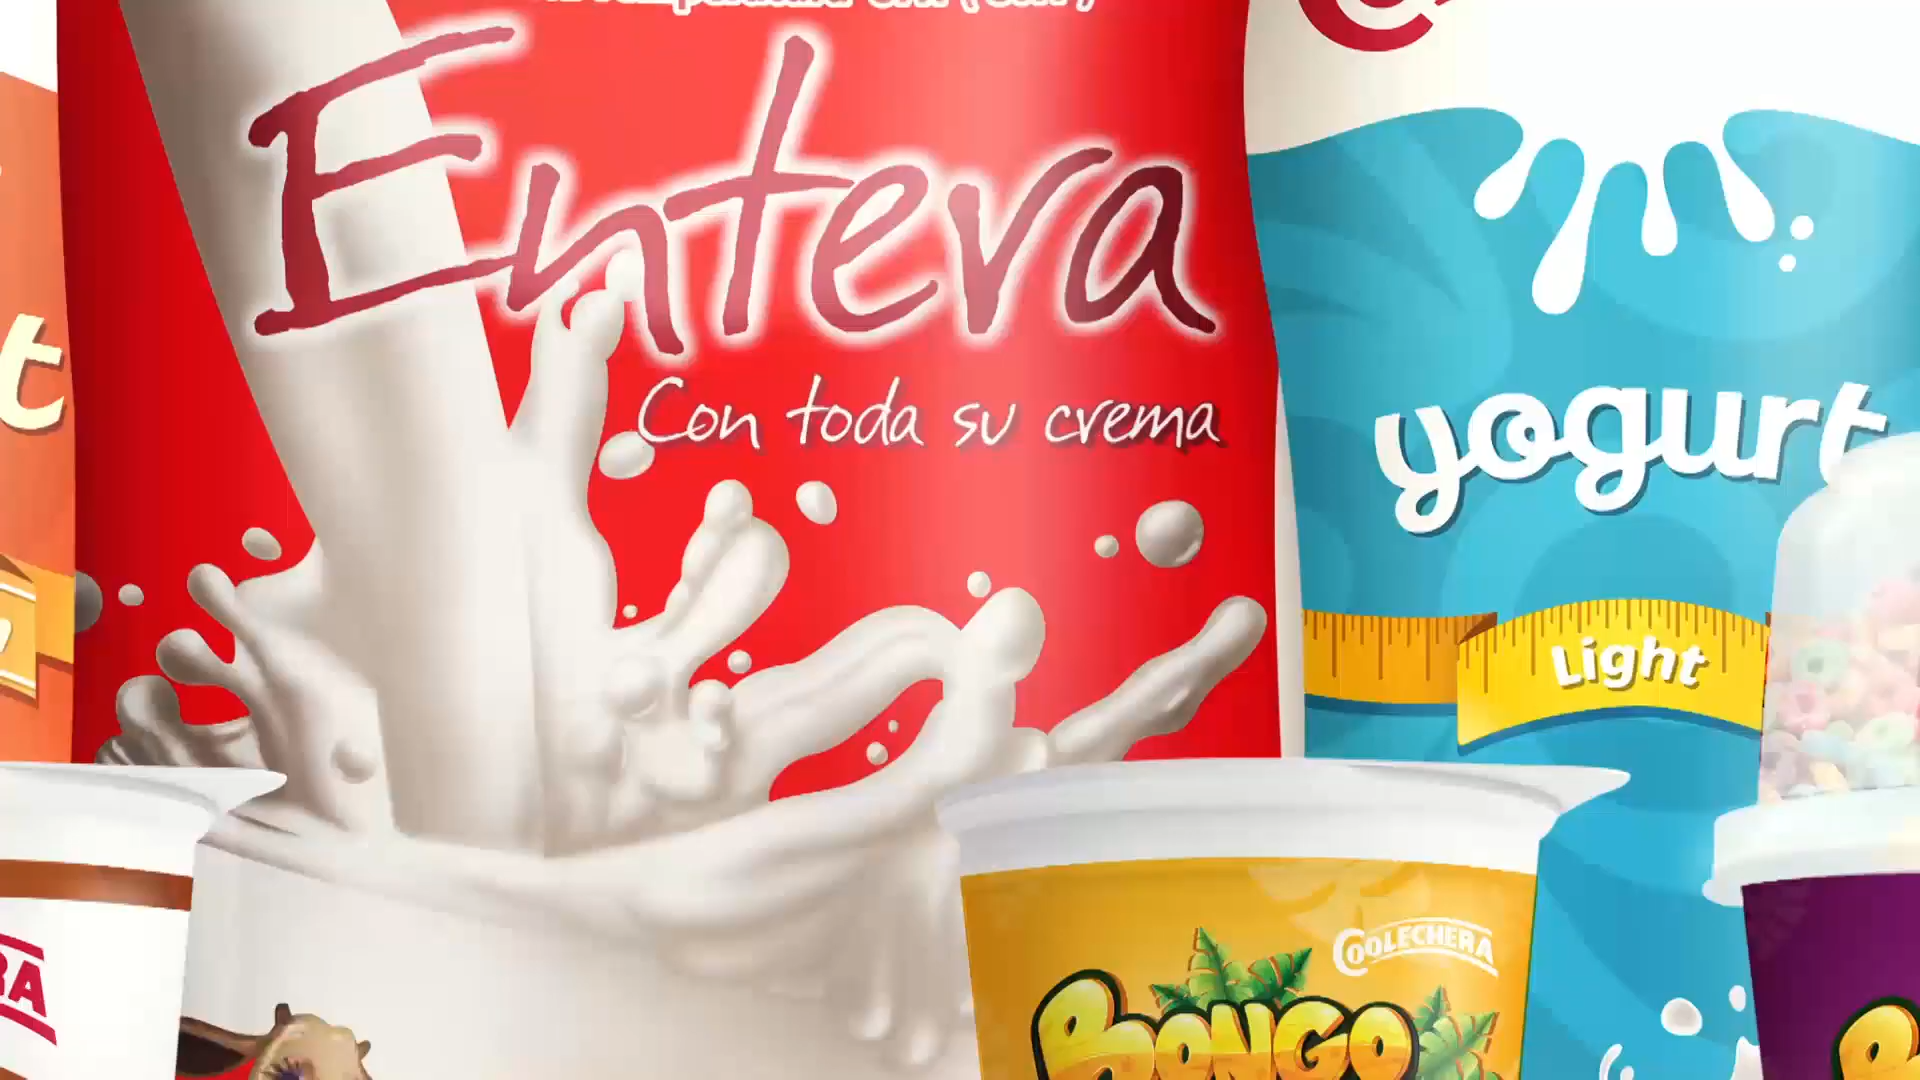 Enteva
Con toda su crema
yogurt
Light
COOLECHERA
BONGO